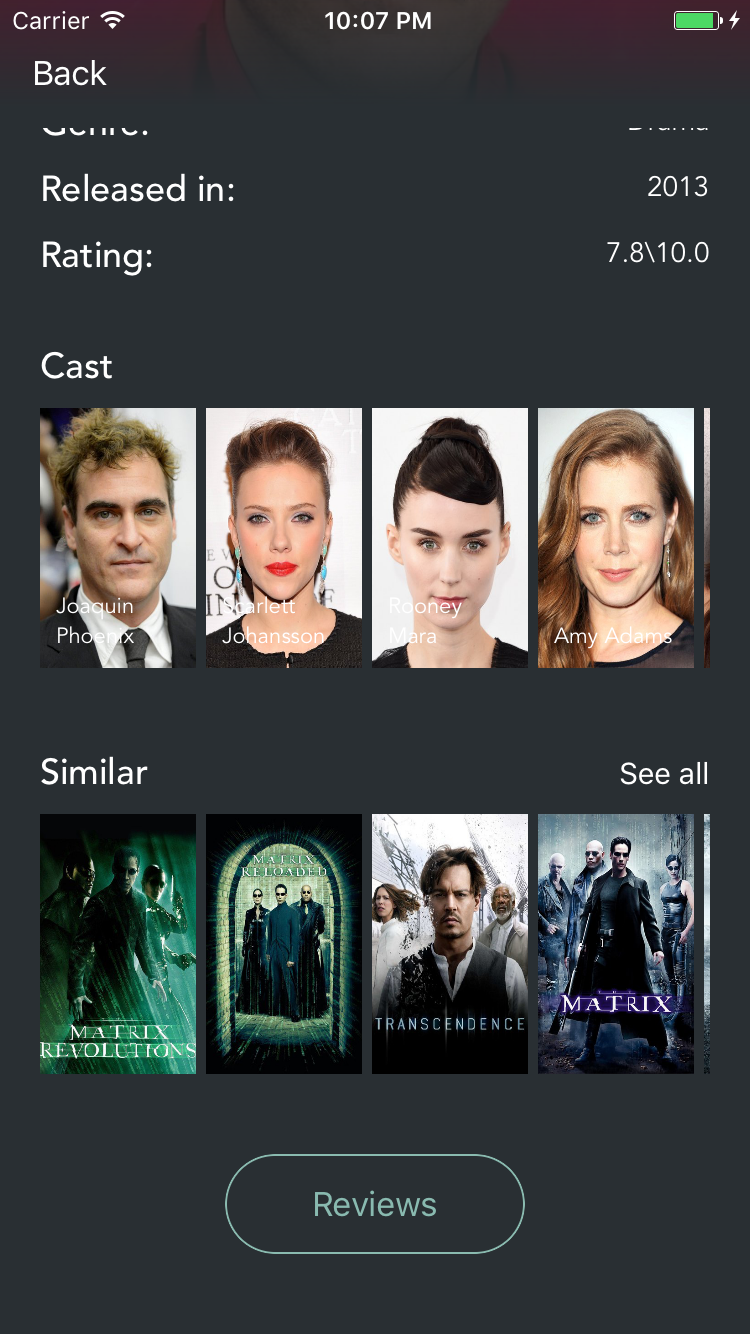 Carrier 10:07 PM
Back
Genre: Drama
Released in: 2013
Rating: 7.8\10.0
Cast
Joaquin
Phoenix
Scarlett
Johansson
Rooney
Mara
Amy Adams
Similar See all
MATRIX
REVOLUTIONS
MATRIX
RELOADED
TRANSCENDENCE
MATRIX
Reviews